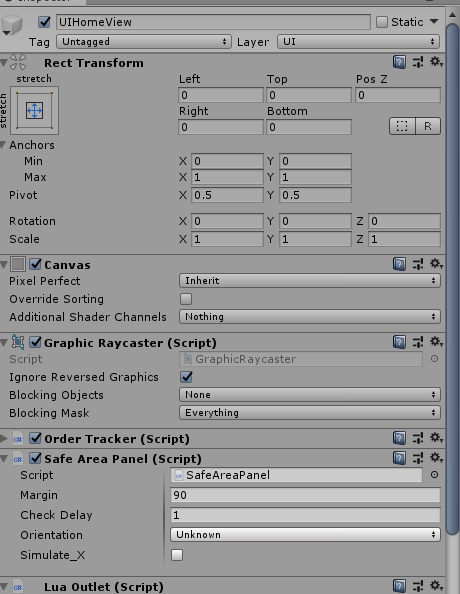 UIHomeView Static
Tag Untagged Layer UI
Rect Transform
stretch Left Top Pos Z
stretch 0 0 0
Right Bottom
0 0 R
Anchors
Min X 0 Y 0
Max X 1 Y 1
Pivot X 0.5 Y 0.5
Rotation X 0 Y 0 Z 0
Scale X 1 Y 1 Z 1
Canvas
Pixel Perfect Inherit
Override Sorting
Additional Shader Channels Nothing
Graphic Raycaster (Script)
Script GraphicRaycaster
Ignore Reversed Graphics
Blocking Objects None
Blocking Mask Everything
C# Order Tracker (Script)
C# Safe Area Panel (Script)
Script SafeAreaPanel
Margin 90
Check Delay 1
Orientation Unknown
Simulate_X
C# Lua Outlet (Script)